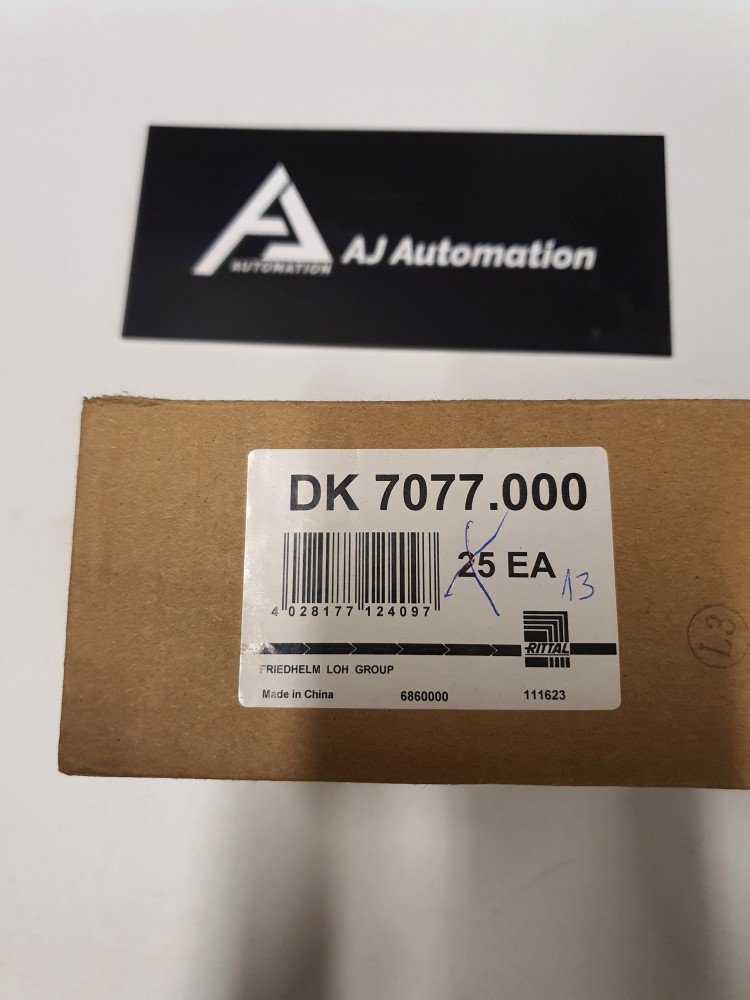 AUTOMATION
AJ Automation
DK 7077.000
25 EA
13
4 028177 124097
RITTAL
FRIEDHELM LOH GROUP
Made in China 6860000 111623
L3